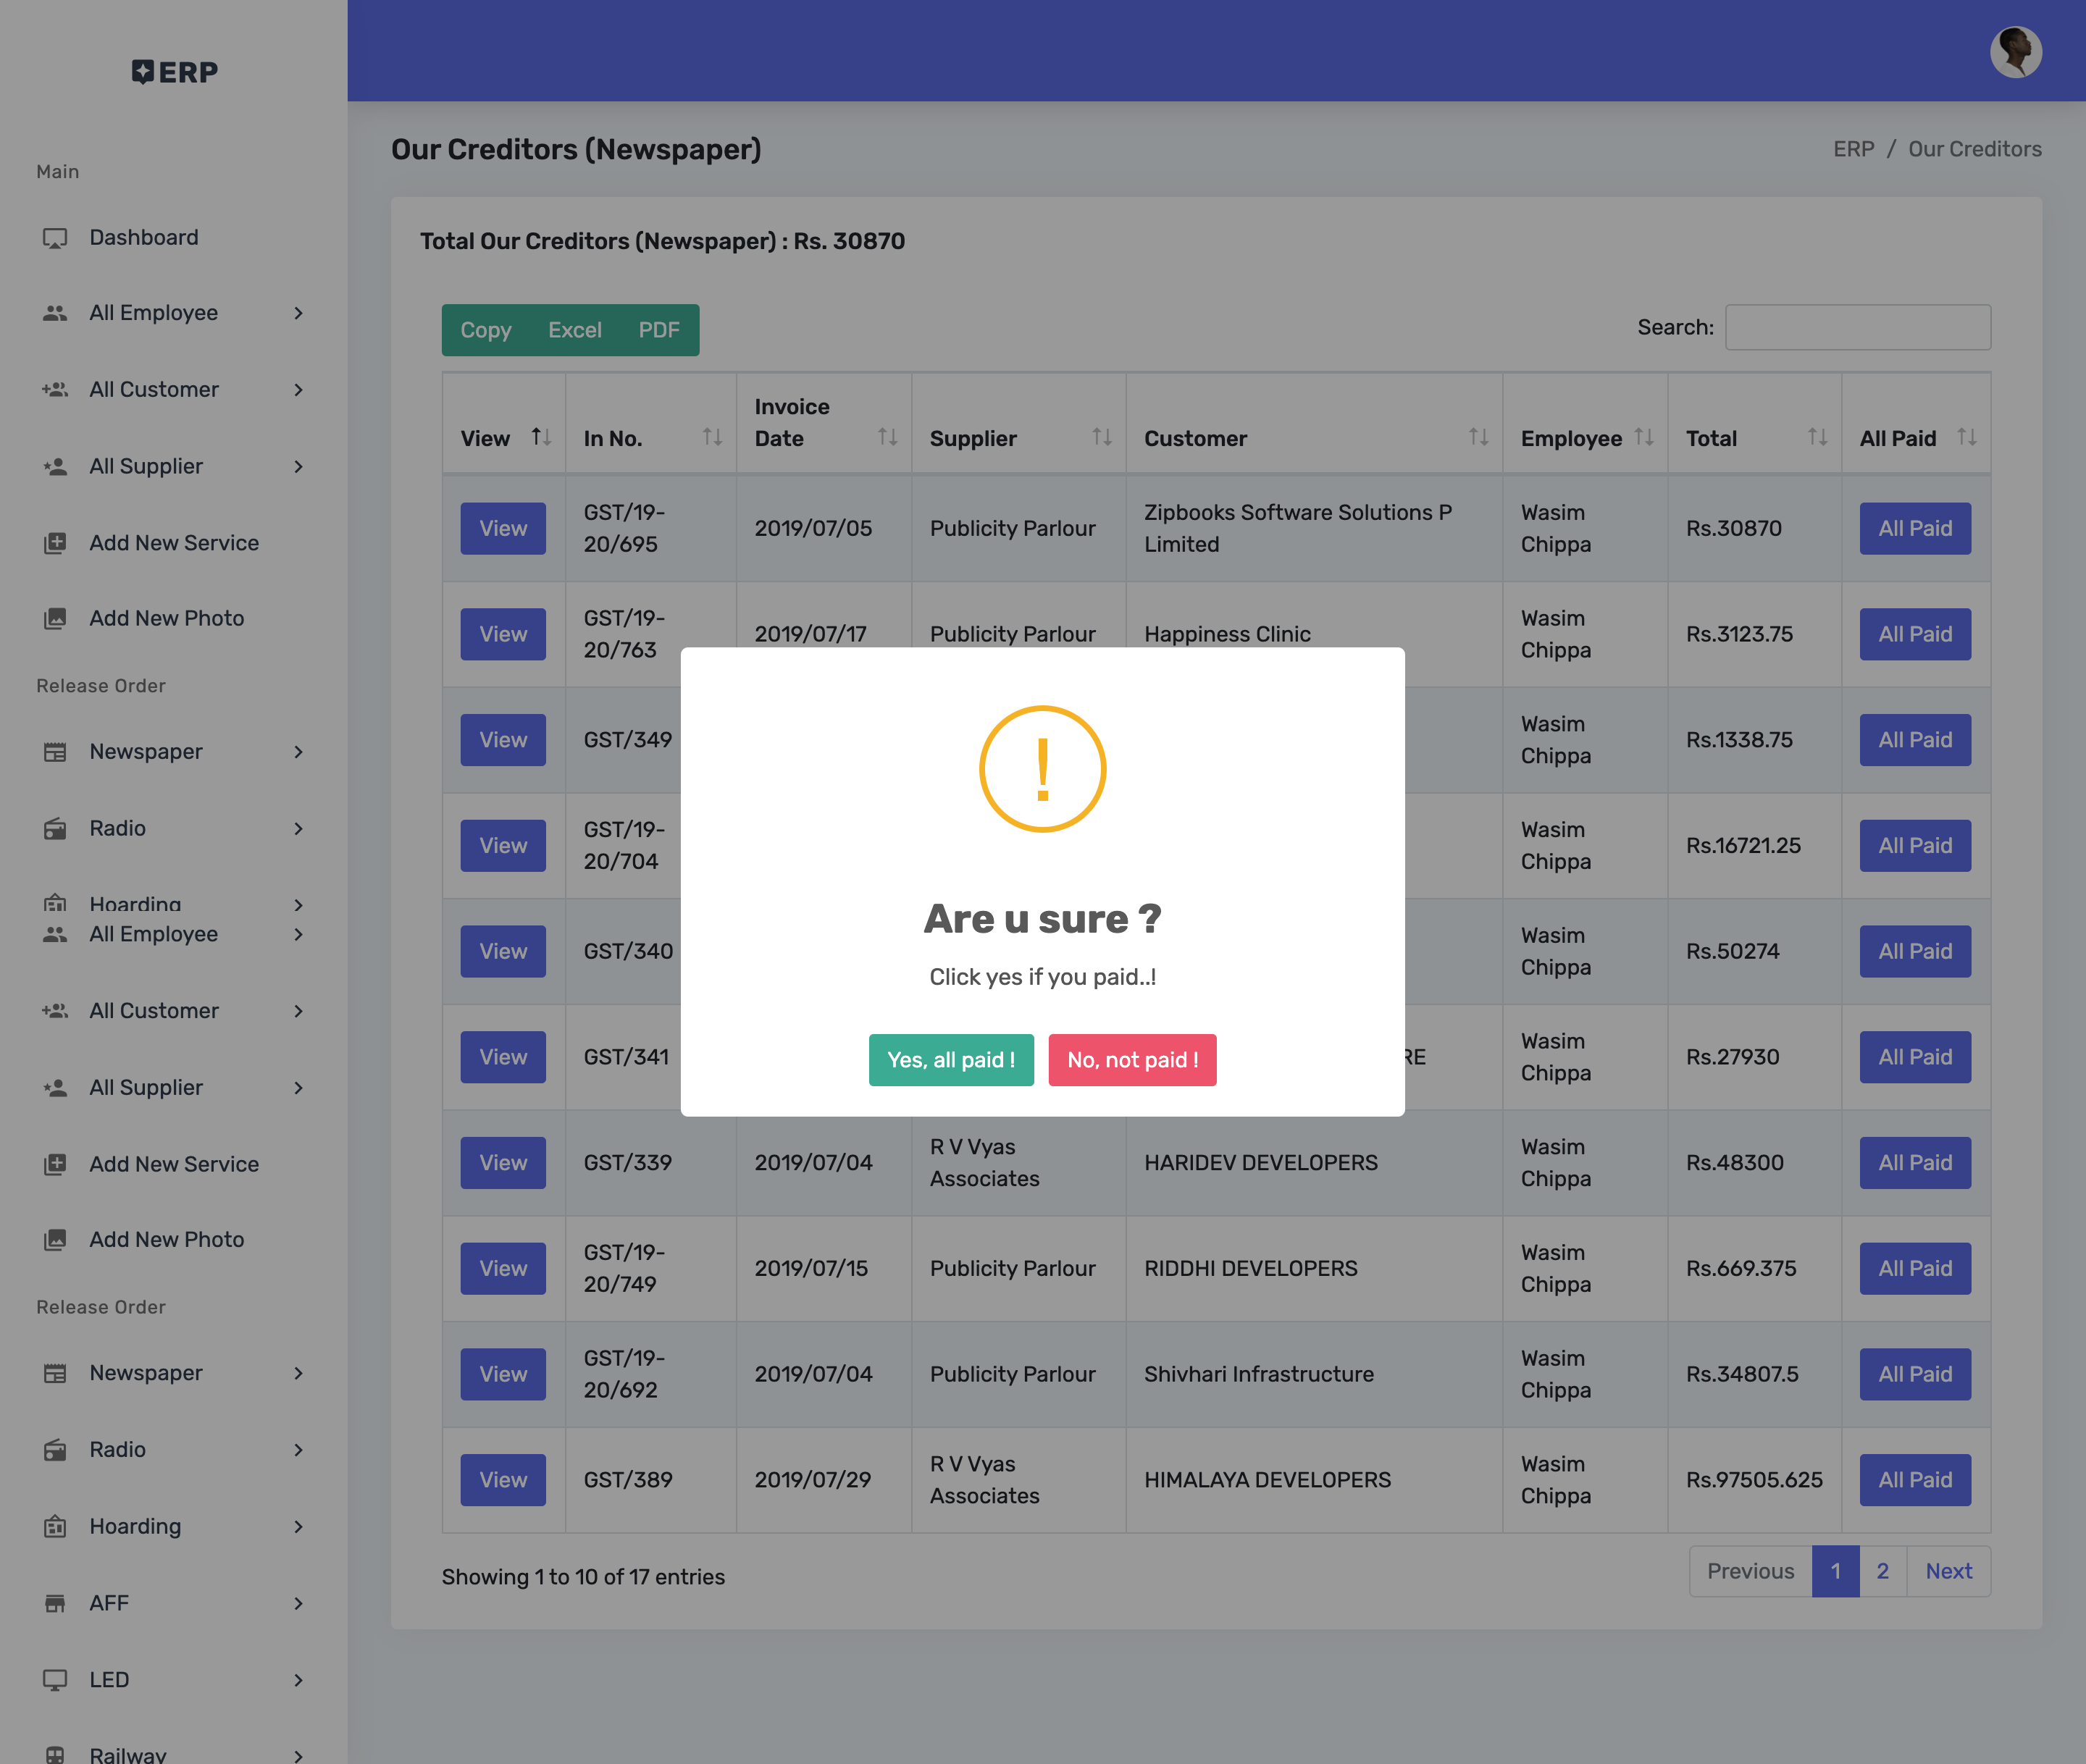 ERP
Main
Dashboard
All Employee
All Customer
All Supplier
Add New Service
Add New Photo
Release Order
Newspaper
Radio
Hoarding
All Employee
All Customer
All Supplier
Add New Service
Add New Photo
Release Order
Newspaper
Radio
Hoarding
AFF
LED
Railway
Our Creditors (Newspaper)
ERP / Our Creditors
Total Our Creditors (Newspaper) : Rs. 30870
Copy Excel PDF
Search:
View In No. Invoice Date Supplier Customer Employee Total All Paid
View GST/19-20/695 2019/07/05 Publicity Parlour Zipbooks Software Solutions P Limited Wasim Chippa Rs.30870 All Paid
View GST/19-20/763 2019/07/17 Publicity Parlour Happiness Clinic Wasim Chippa Rs.3123.75 All Paid
View GST/349 Wasim Chippa Rs.1338.75 All Paid
View GST/19-20/704 Wasim Chippa Rs.16721.25 All Paid
View GST/340 Wasim Chippa Rs.50274 All Paid
View GST/341 RE Wasim Chippa Rs.27930 All Paid
View GST/339 2019/07/04 R V Vyas Associates HARIDEV DEVELOPERS Wasim Chippa Rs.48300 All Paid
View GST/19-20/749 2019/07/15 Publicity Parlour RIDDHI DEVELOPERS Wasim Chippa Rs.669.375 All Paid
View GST/19-20/692 2019/07/04 Publicity Parlour Shivhari Infrastructure Wasim Chippa Rs.34807.5 All Paid
View GST/389 2019/07/29 R V Vyas Associates HIMALAYA DEVELOPERS Wasim Chippa Rs.97505.625 All Paid
Showing 1 to 10 of 17 entries
Previous 1 2 Next
!
Are u sure ?
Click yes if you paid..!
Yes, all paid !
No, not paid !